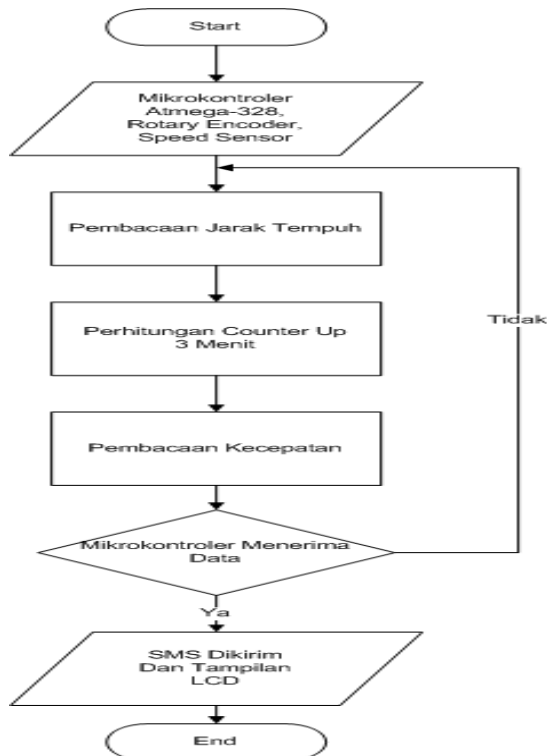 Start
Mikrokontroler
Atmega-328,
Rotary Encoder,
Speed Sensor
Pembacaan Jarak Tempuh
Perhitungan Counter Up
3 Menit
Tidak
Pembacaan Kecepatan
Mikrokontroler Menerima
Data
Ya
SMS Dikirim
Dan Tampilan
LCD
End